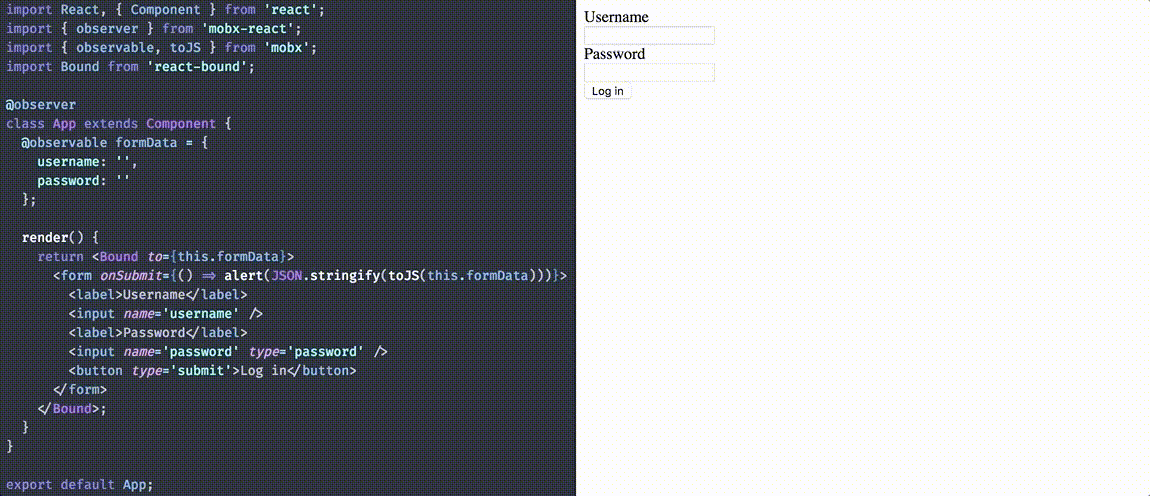 import React, { Component } from 'react';
import { observer } from 'mobx-react';
import { observable, toJS } from 'mobx';
import Bound from 'react-bound';

@observer
class App extends Component {
  @observable formData = {
    username: '',
    password: ''
  };

  render() {
    return <Bound to={this.formData}>
      <form onSubmit={() => alert(JSON.stringify(toJS(this.formData)))}>
        <label>Username</label>
        <input name='username' />
        <label>Password</label>
        <input name='password' type='password' />
        <button type='submit'>Log in</button>
      </form>
    </Bound>;
  }
}

export default App;
Username
Password
Log in